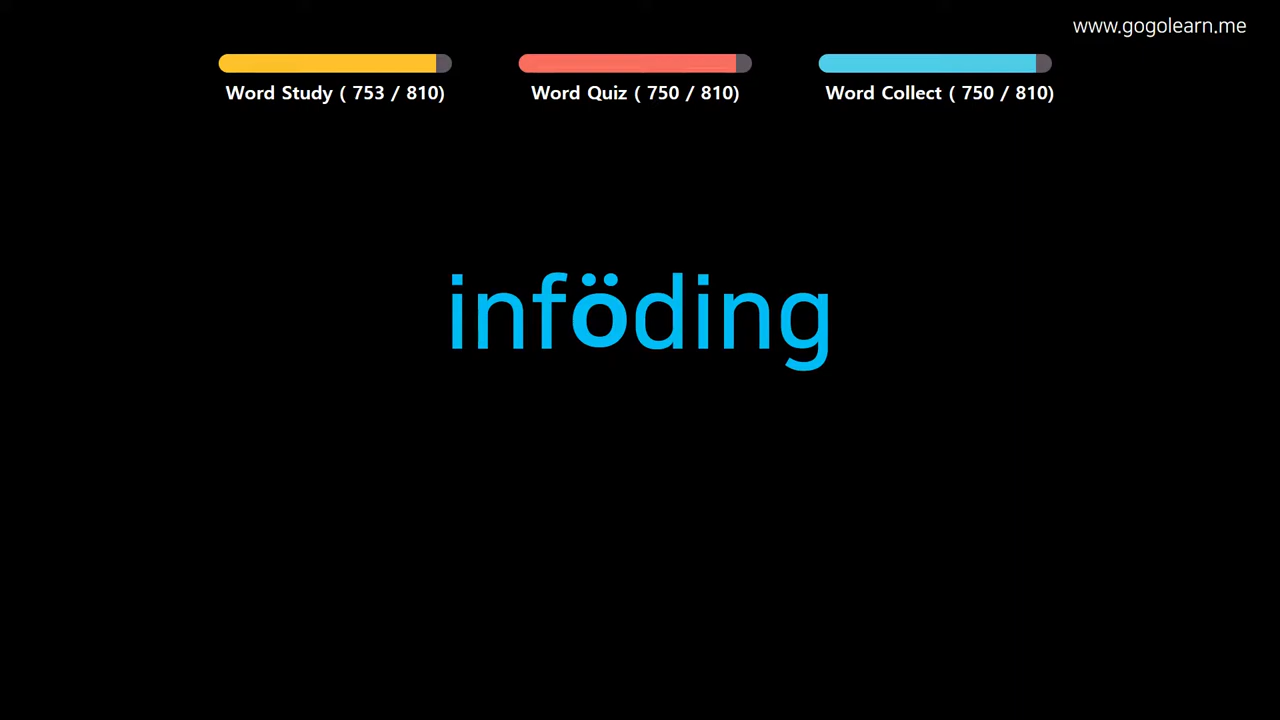 www.gogolearn.me
Word Study ( 753 / 810)
Word Quiz ( 750 / 810)
Word Collect ( 750 / 810)
inföding